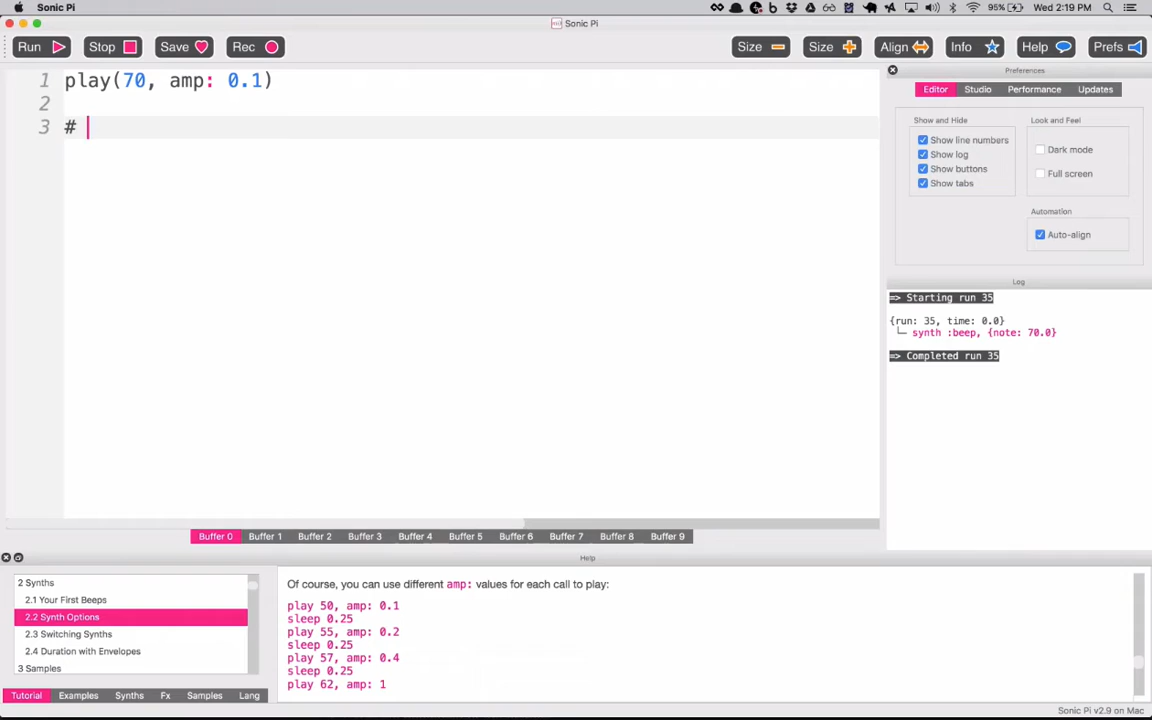 Sonic Pi
95%
Wed 2:19 PM
Sonic Pi
Run
Stop
Save
Rec
Size
Size
Align
Info
Help
Prefs
1 play(70, amp: 0.1)
2
3 #
Preferences
Editor
Studio
Performance
Updates
Show and Hide
Show line numbers
Show log
Show buttons
Show tabs
Look and Feel
Dark mode
Full screen
Automation
Auto-align
Log
=> Starting run 35
{run: 35, time: 0.0}
└─ synth :beep, {note: 70.0}
=> Completed run 35
Buffer 0
Buffer 1
Buffer 2
Buffer 3
Buffer 4
Buffer 5
Buffer 6
Buffer 7
Buffer 8
Buffer 9
Help
2 Synths
2.1 Your First Beeps
2.2 Synth Options
2.3 Switching Synths
2.4 Duration with Envelopes
3 Samples
Tutorial
Examples
Synths
Fx
Samples
Lang
Of course, you can use different amp: values for each call to play:
play 50, amp: 0.1
sleep 0.25
play 55, amp: 0.2
sleep 0.25
play 57, amp: 0.4
sleep 0.25
play 62, amp: 1
Sonic Pi v2.9 on Mac